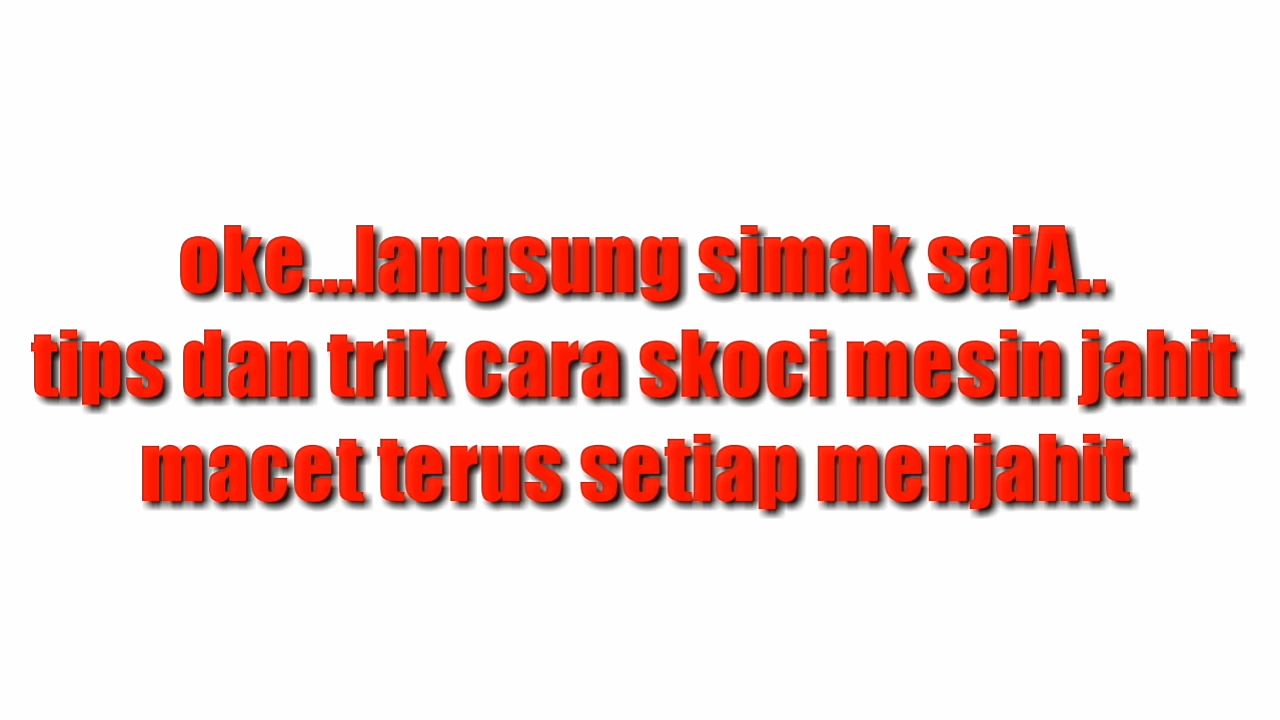 oke...langsung simak sajA..
tips dan trik cara skoci mesin jahit
macet terus setiap menjahit